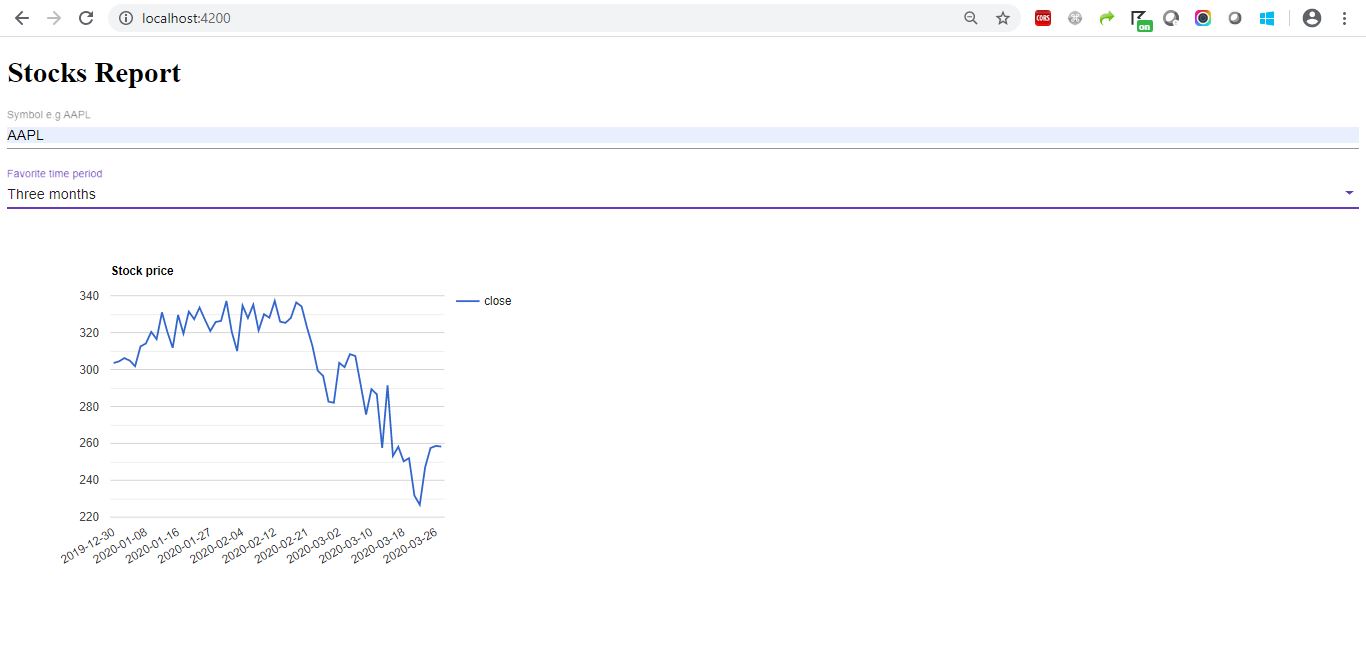 localhost:4200
CORS
on
Stocks Report
Symbol e.g AAPL
AAPL
Favorite time period
Three months
Stock price
close
340
320
300
280
260
240
220
2019-12-30
2020-01-08
2020-01-16
2020-01-27
2020-02-04
2020-02-12
2020-02-21
2020-03-02
2020-03-10
2020-03-18
2020-03-26